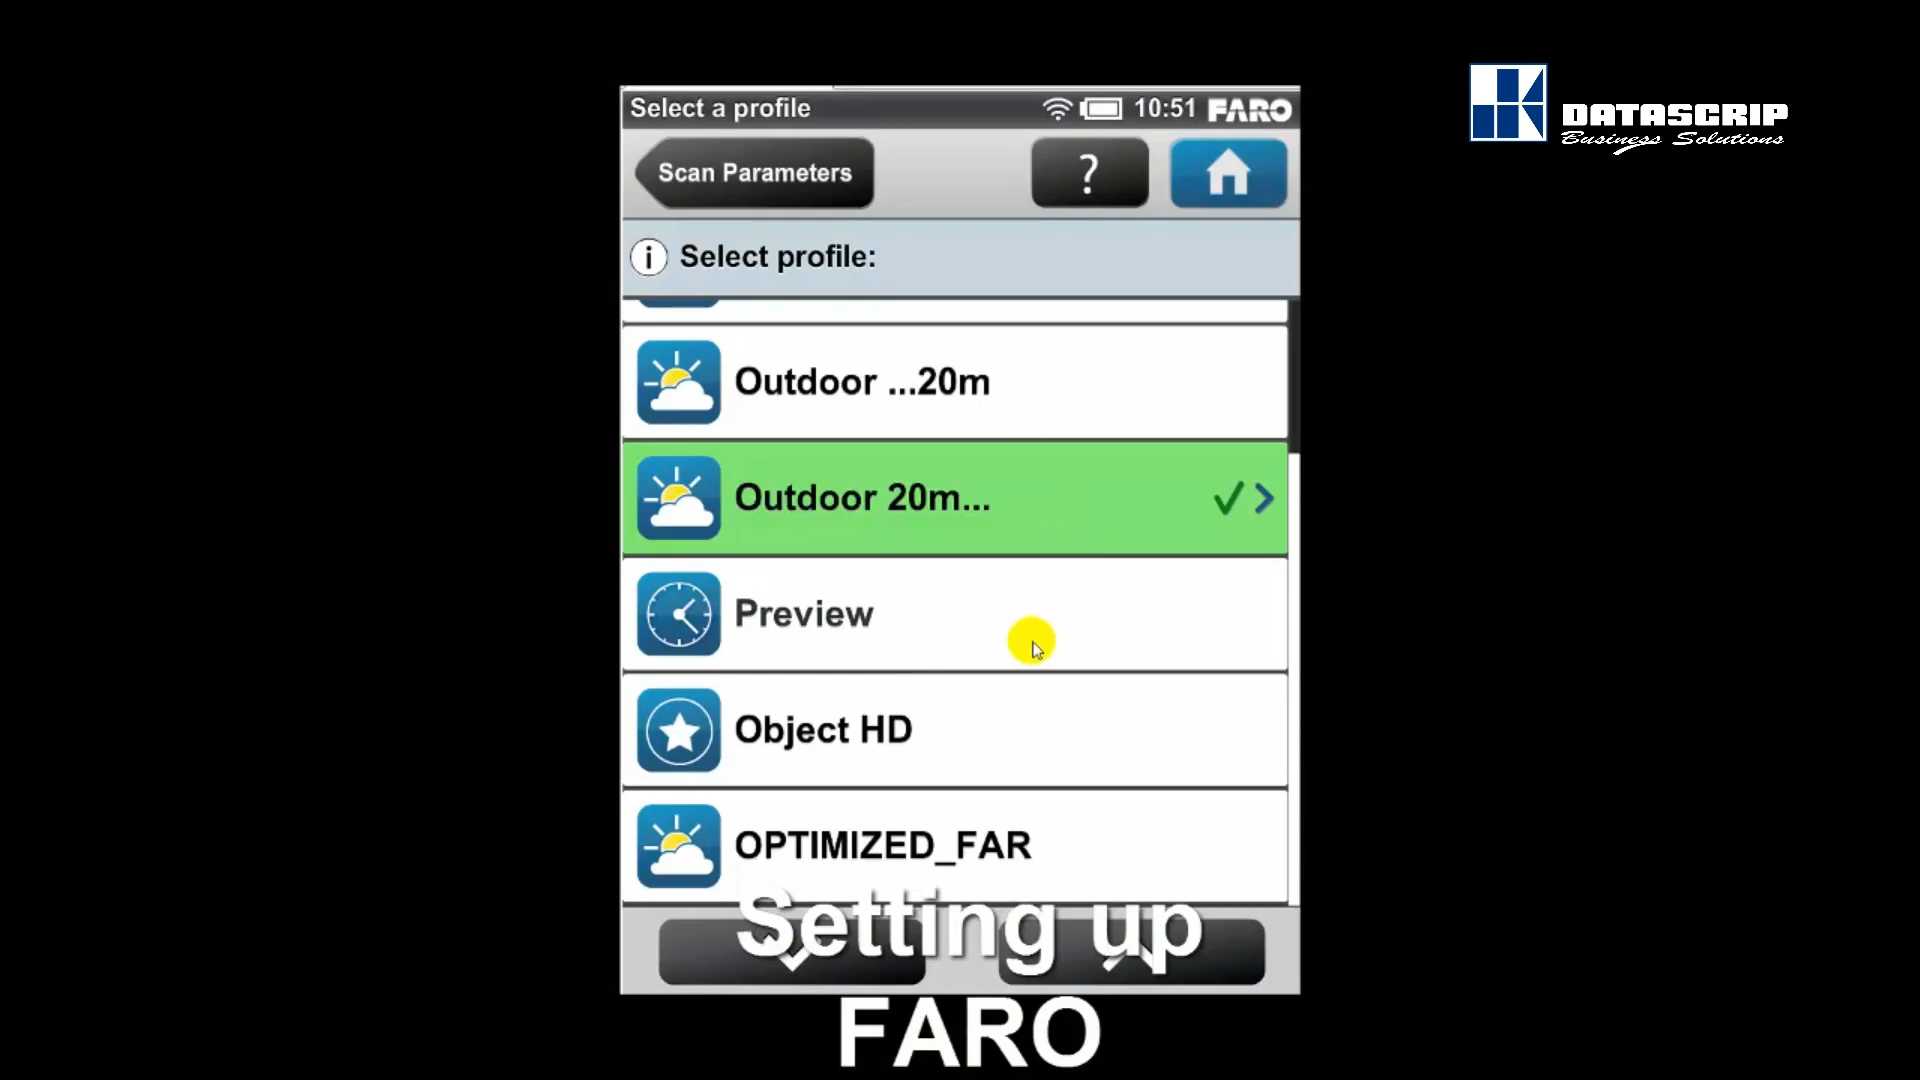 Select a profile
10:51 FARO
DATASCRIP
Business Solutions
Scan Parameters
?
i Select profile:
Outdoor ...20m
Outdoor 20m...
Preview
Object HD
OPTIMIZED_FAR
Setting up
FARO